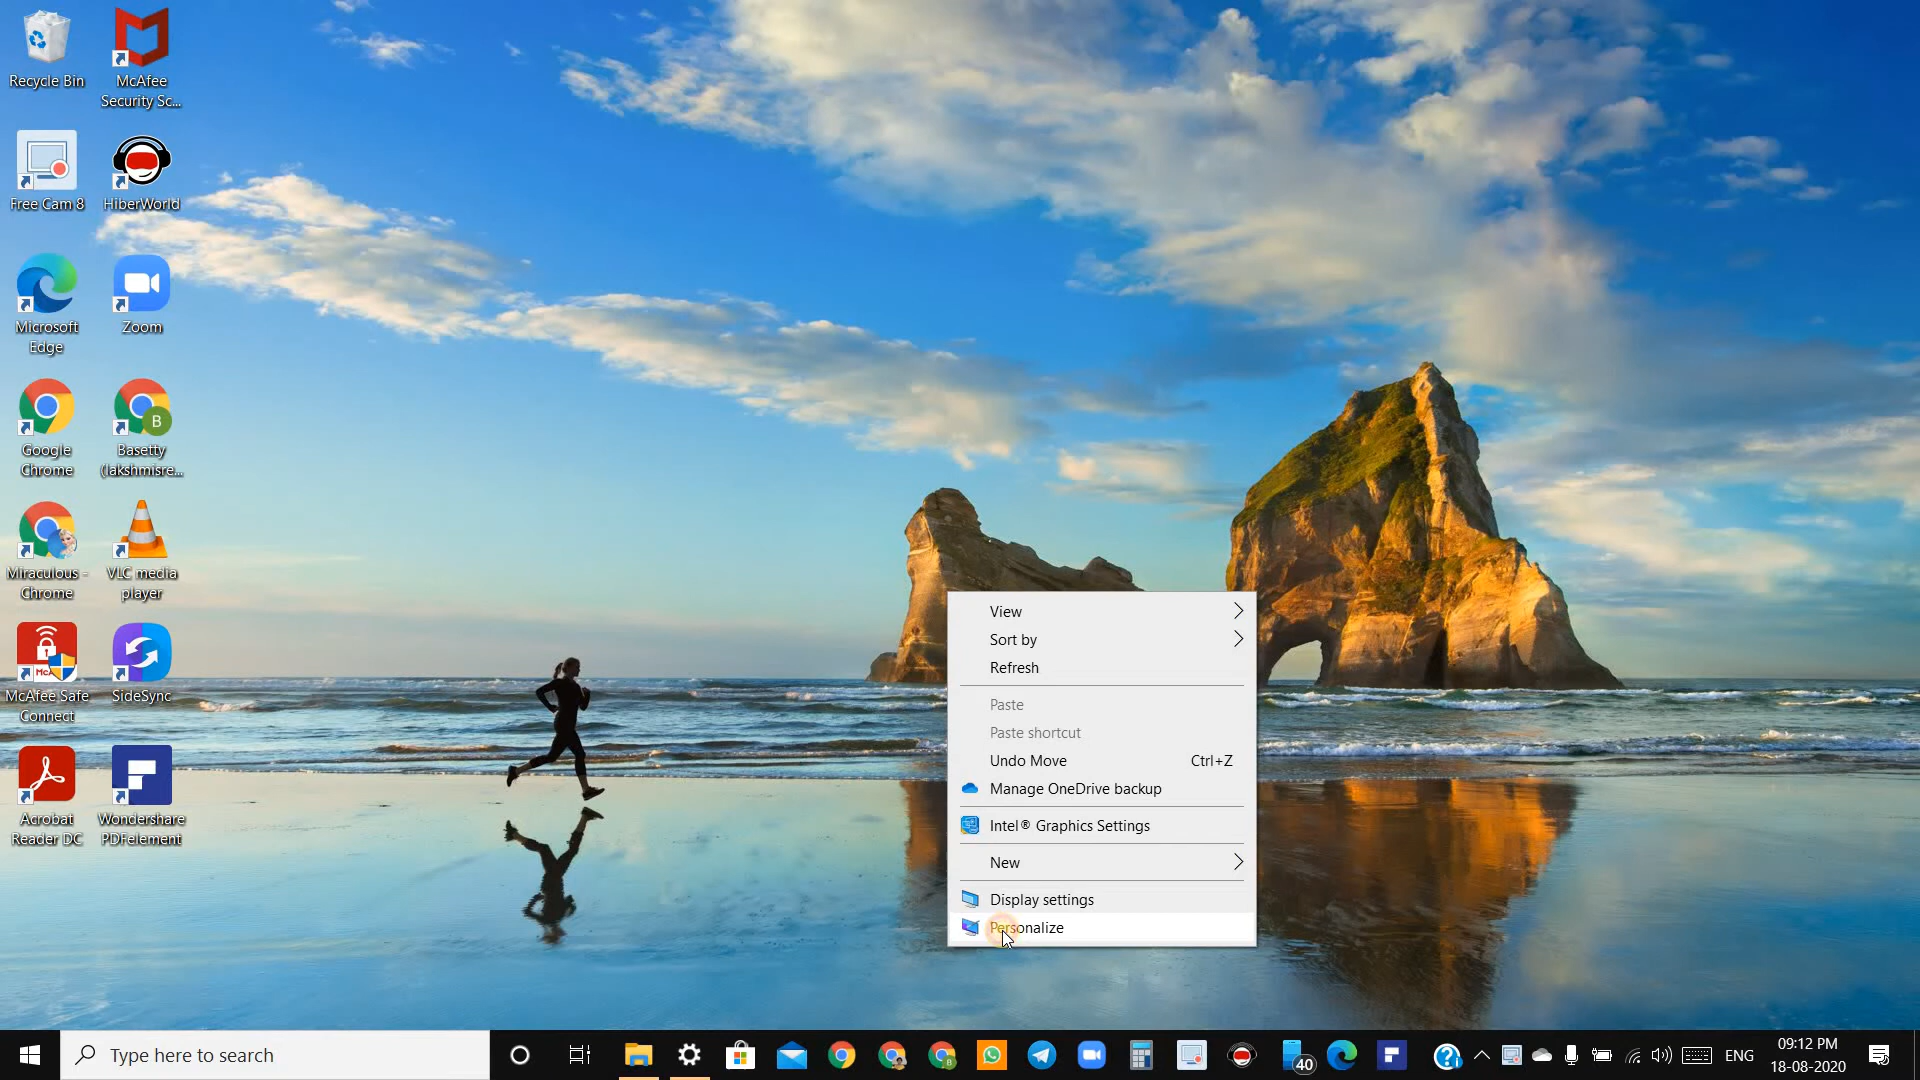 Recycle Bin
McAfee
Security Sc...
Free Cam 8
HiberWorld
Microsoft
Edge
Zoom
Google
Chrome
B
Basetty
(lakshmisre...
Miraculous -
Chrome
VLC media
player
McAfee Safe
Connect
SideSync
Acrobat
Reader DC
Wondershare
PDFelement
View
Sort by
Refresh
Paste
Paste shortcut
Undo Move Ctrl+Z
Manage OneDrive backup
Intel® Graphics Settings
New
Display settings
Personalize
Type here to search
40
ENG
09:12 PM
18-08-2020